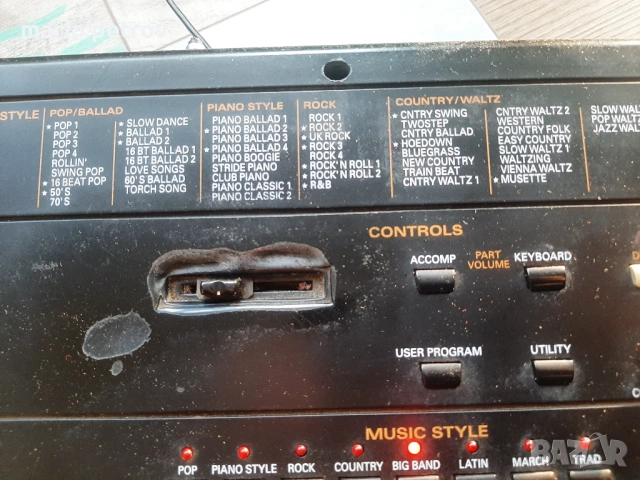 STYLE
POP/BALLAD
* POP 1
POP 2
POP 3
POP 4
ROLLIN'
SWING POP
* 16 BEAT POP
* 50'S
70'S
* SLOW DANCE
* BALLAD 1
* BALLAD 2
16 BT BALLAD 1
16 BT BALLAD 2
LOVE SONGS
60'S BALLAD
TORCH SONG
PIANO STYLE
PIANO BALLAD 1
* PIANO BALLAD 2
PIANO BALLAD 3
* PIANO BALLAD 4
PIANO BOOGIE
STRIDE PIANO
CLUB PIANO
PIANO CLASSIC 1
PIANO CLASSIC 2
ROCK
ROCK 1
* ROCK 2
* UK ROCK
* ROCK 3
ROCK 4
* ROCK'N ROLL 1
* ROCK'N ROLL 2
* R&B
COUNTRY/WALTZ
* CNTRY SWING
TWOSTEP
CNTRY BALLAD
* HOEDOWN
BLUEGRASS
NEW COUNTRY
TRAIN BEAT
CNTRY WALTZ 1
CNTRY WALTZ 2
WESTERN
COUNTRY FOLK
EASY COUNTRY
SLOW WALTZ 1
WALTZING
VIENNA WALTZ
* MUSETTE
SLOW WALT
POP WALTZ
JAZZ WALT
CONTROLS
ACCOMP
PART
VOLUME
KEYBOARD
USER PROGRAM
UTILITY
MUSIC STYLE
POP
PIANO STYLE
ROCK
COUNTRY
BIG BAND
LATIN
MARCH
TRAD
BAZAR